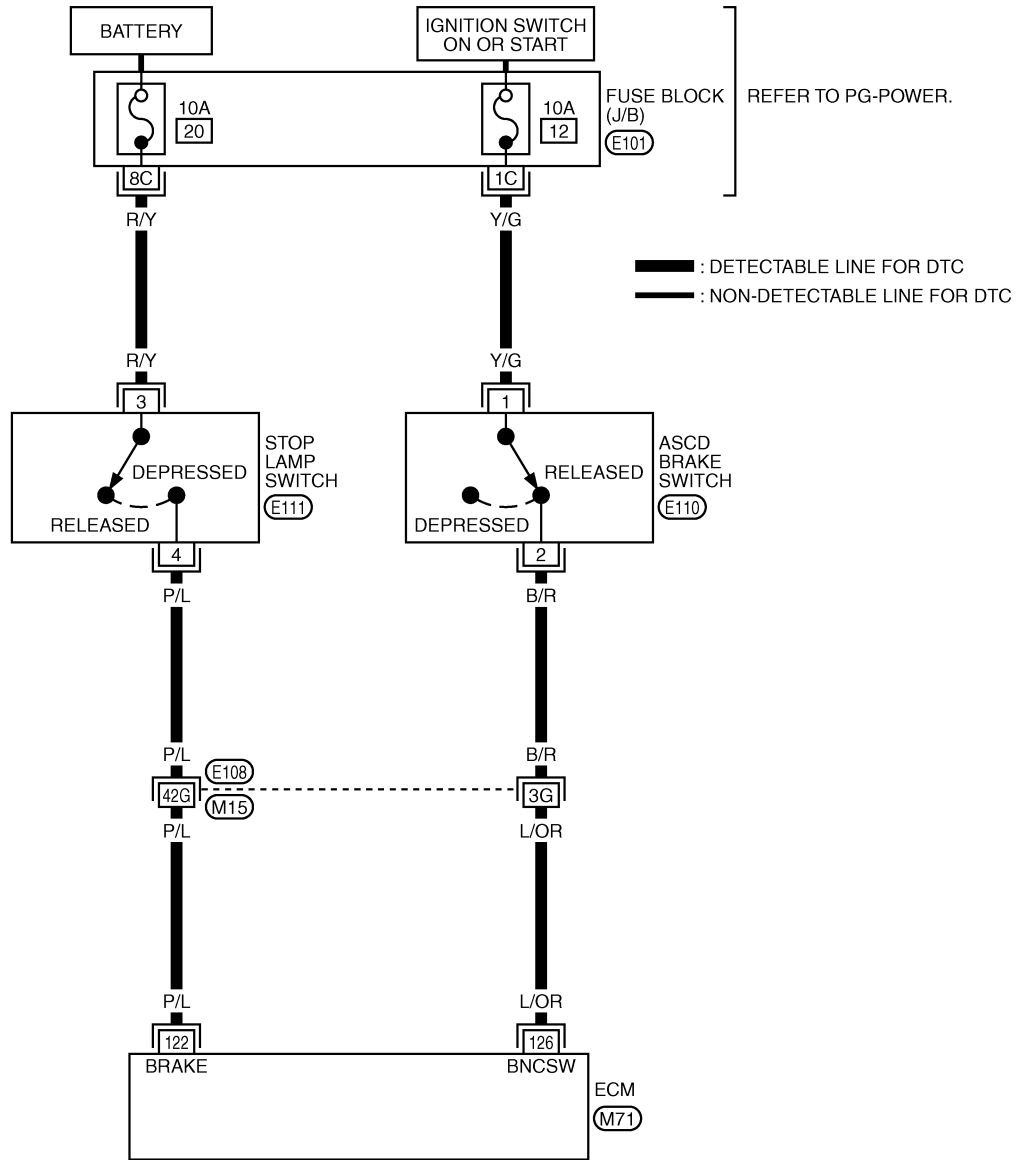 BATTERY
IGNITION SWITCH
ON OR START
10A
20
10A
12
FUSE BLOCK
(J/B)
E101
REFER TO PG-POWER.
8C
1C
R/Y
Y/G
: DETECTABLE LINE FOR DTC
: NON-DETECTABLE LINE FOR DTC
R/Y
Y/G
3
1
DEPRESSED
RELEASED
STOP
LAMP
SWITCH
E111
RELEASED
DEPRESSED
ASCD
BRAKE
SWITCH
E110
4
2
P/L
B/R
P/L
B/R
E108
42G
M15
3G
P/L
L/OR
P/L
L/OR
122
126
BRAKE
BNCSW
ECM
M71